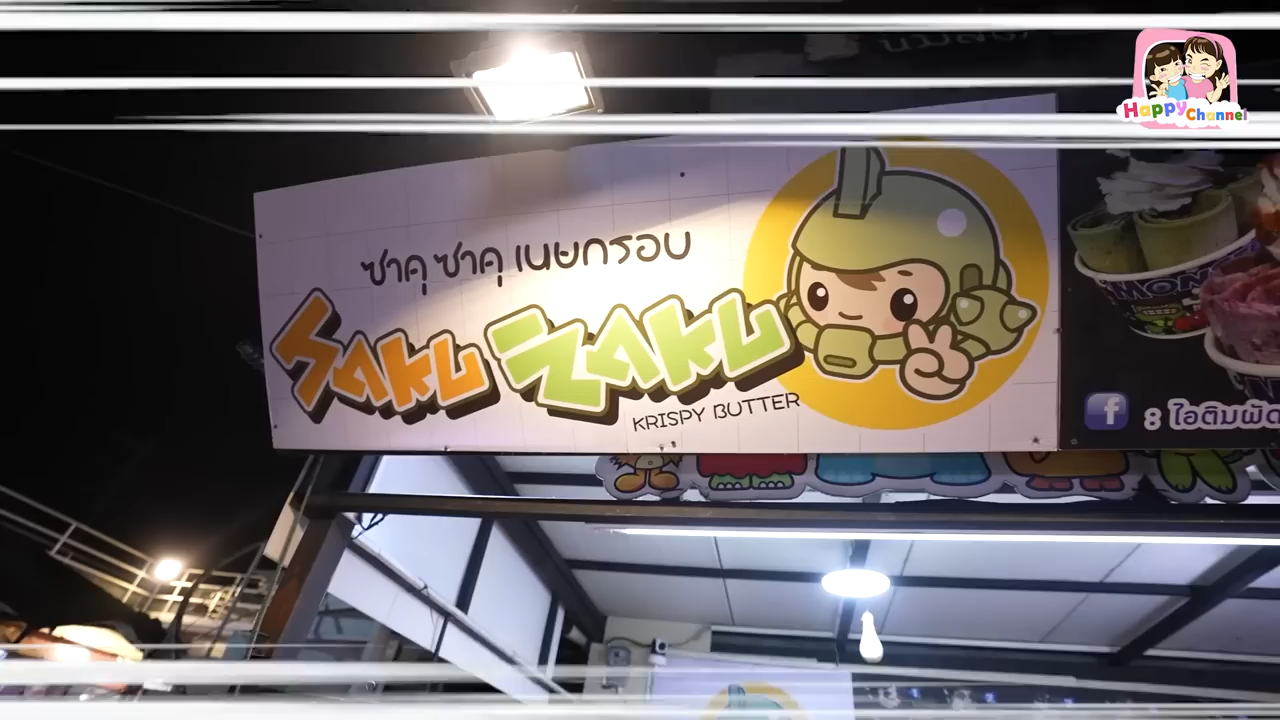 Happy Channel
ซาคุ ซาคุ เนยกรอบ
SAKU ZAKU
KRISPY BUTTER
f : ไอติมผัด